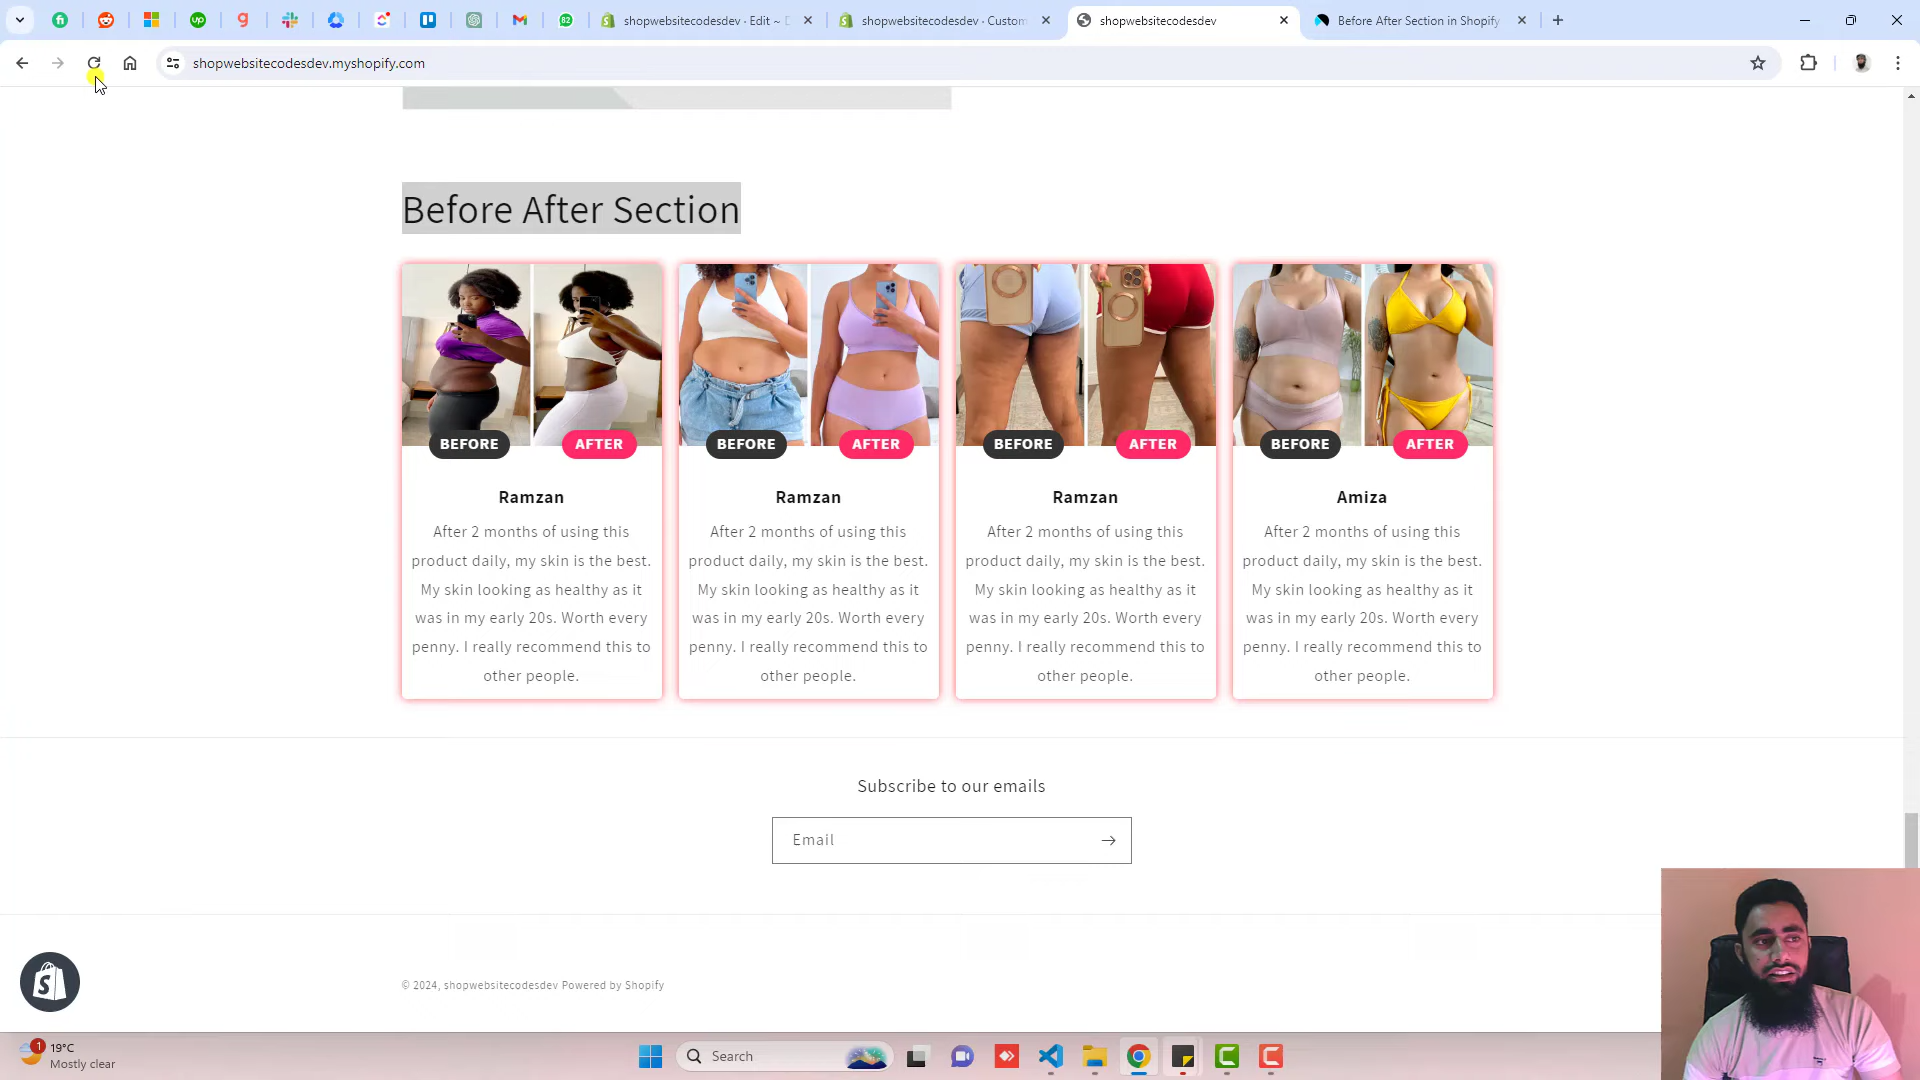 shopwebsitecodesdev · Edit ~ D
shopwebsitecodesdev · Custom
shopwebsitecodesdev
Before After Section in Shopify
shopwebsitecodesdev.myshopify.com
Before After Section
BEFORE AFTER
BEFORE AFTER
BEFORE AFTER
BEFORE AFTER
Ramzan
After 2 months of using this
product daily, my skin is the best.
My skin looking as healthy as it
was in my early 20s. Worth every
penny. I really recommend this to
other people.
Ramzan
After 2 months of using this
product daily, my skin is the best.
My skin looking as healthy as it
was in my early 20s. Worth every
penny. I really recommend this to
other people.
Ramzan
After 2 months of using this
product daily, my skin is the best.
My skin looking as healthy as it
was in my early 20s. Worth every
penny. I really recommend this to
other people.
Amiza
After 2 months of using this
product daily, my skin is the best.
My skin looking as healthy as it
was in my early 20s. Worth every
penny. I really recommend this to
other people.
Subscribe to our emails
Email
© 2024, shopwebsitecodesdev Powered by Shopify
1
19°C
Mostly clear
Search